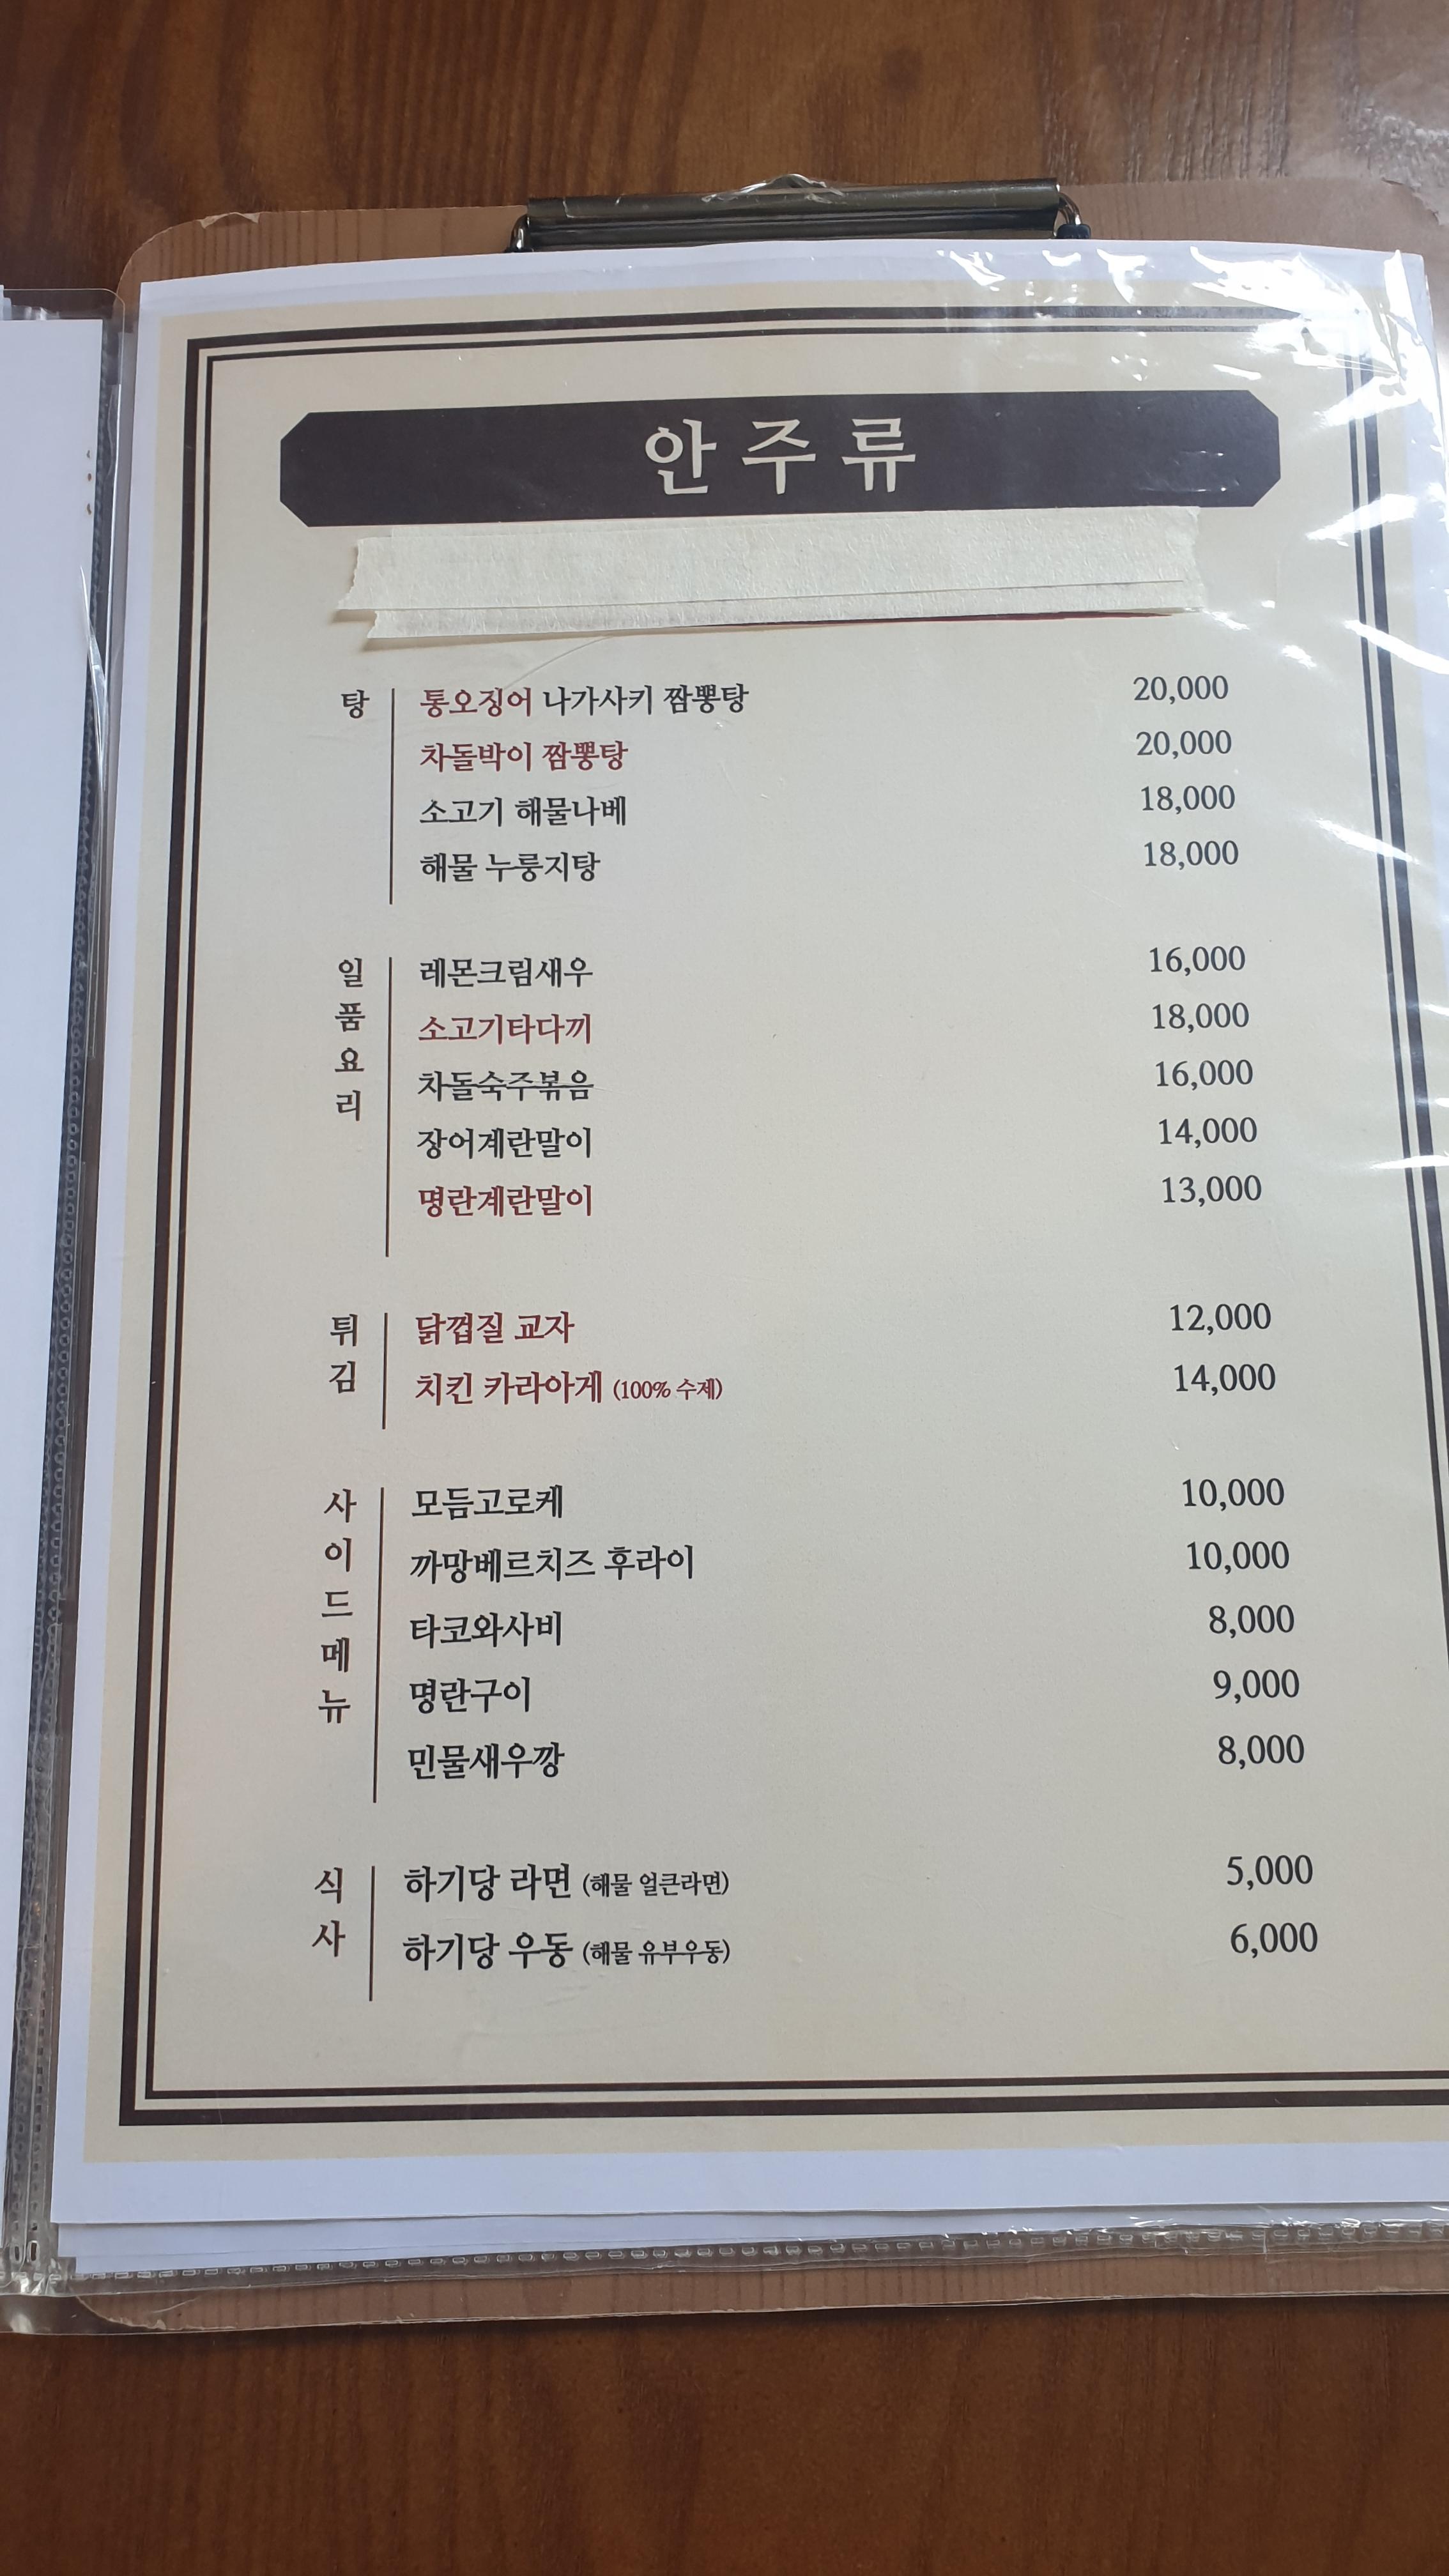 안주류
탕
통오징어 나가사키 짬뽕탕 20,000
차돌박이 짬뽕탕 20,000
소고기 해물나베 18,000
해물 누룽지탕 18,000
일품요리
레몬크림새우 16,000
소고기타다끼 18,000
차돌숙주볶음 16,000
장어계란말이 14,000
명란계란말이 13,000
튀김
닭껍질 교자 12,000
치킨 카라아게 (100% 수제) 14,000
사이드메뉴
모듬고로케 10,000
까망베르치즈 후라이 10,000
타코와사비 8,000
명란구이 9,000
민물새우깡 8,000
식사
하기당 라면 (해물 얼큰라면) 5,000
하기당 우동 (해물 유부우동) 6,000